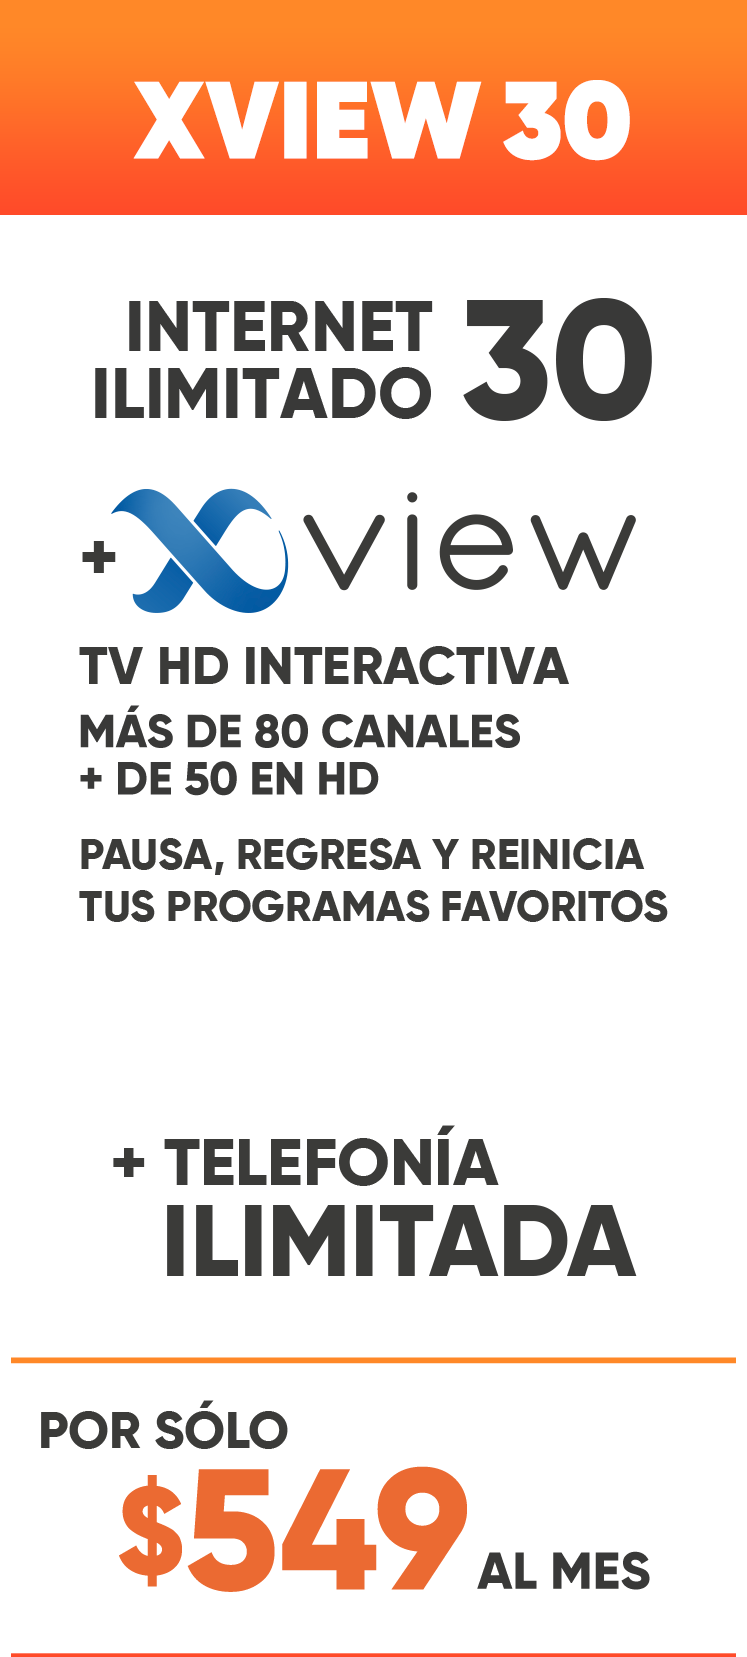 XVIEW 30
INTERNET
ILIMITADO 30
+ Xview
TV HD INTERACTIVA
MÁS DE 80 CANALES
+ DE 50 EN HD
PAUSA, REGRESA Y REINICIA
TUS PROGRAMAS FAVORITOS
+ TELEFONÍA
ILIMITADA
POR SÓLO
$549 AL MES